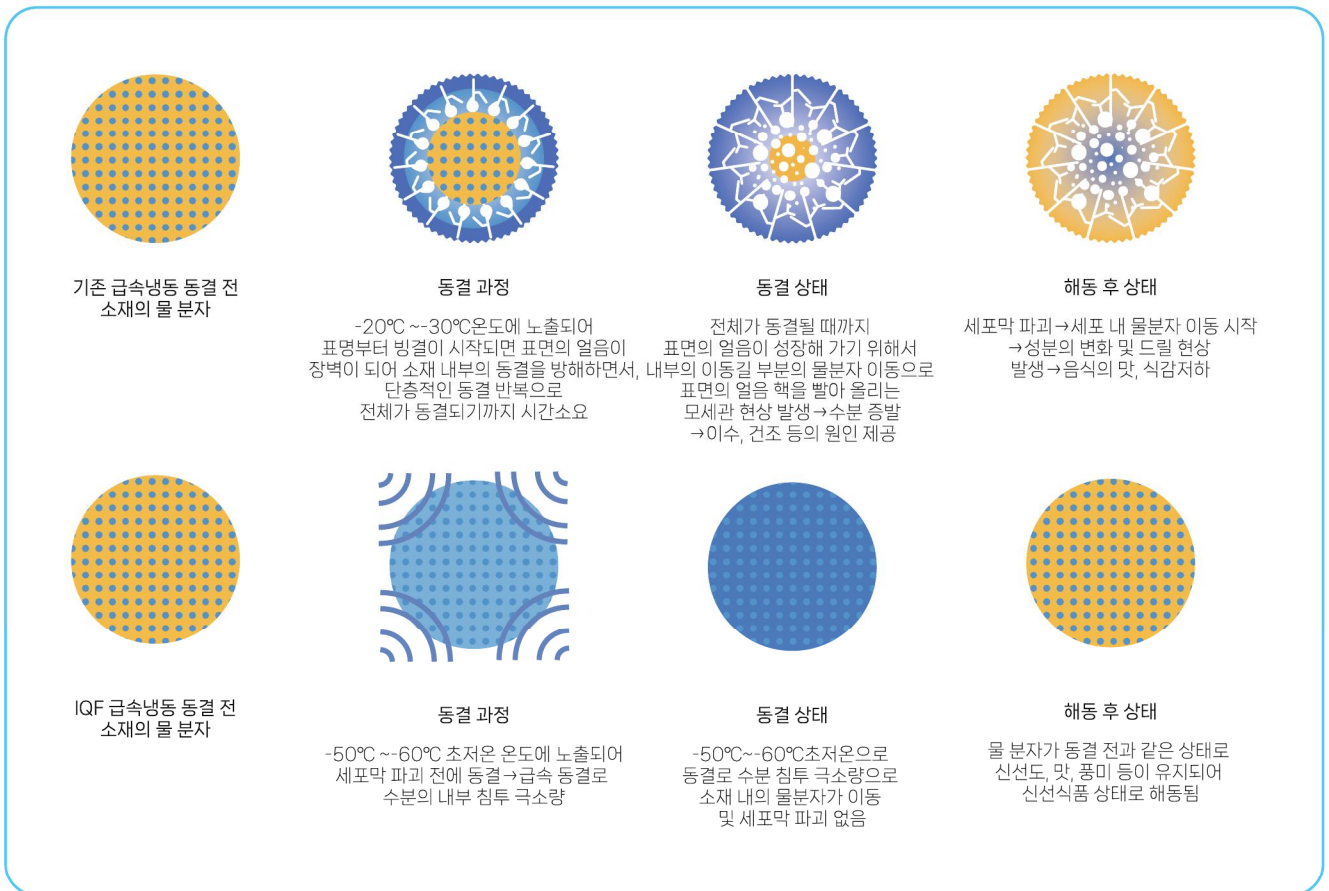 기존 급속냉동 동결 전
소재의 물 분자
동결 과정
-20℃ ~-30℃온도에 노출되어
표명부터 빙결이 시작되면 표면의 얼음이
장벽이 되어 소재 내부의 동결을 방해하면서,
단층적인 동결 반복으로
전체가 동결되기까지 시간소요
동결 상태
전체가 동결될 때까지
표면의 얼음이 성장해 가기 위해서
내부의 이동길 부분의 물분자 이동으로
표면의 얼음 핵을 빨아 올리는
모세관 현상 발생→수분 증발
→이수, 건조 등의 원인 제공
해동 후 상태
세포막 파괴→세포 내 물분자 이동 시작
→성분의 변화 및 드릴 현상
발생→음식의 맛, 식감저하
IQF 급속냉동 동결 전
소재의 물 분자
동결 과정
-50℃ ~-60℃ 초저온 온도에 노출되어
세포막 파괴 전에 동결→급속 동결로
수분의 내부 침투 극소량
동결 상태
-50℃~-60℃초저온으로
동결로 수분 침투 극소량으로
소재 내의 물분자가 이동
및 세포막 파괴 없음
해동 후 상태
물 분자가 동결 전과 같은 상태로
신선도, 맛, 풍미 등이 유지되어
신선식품 상태로 해동됨